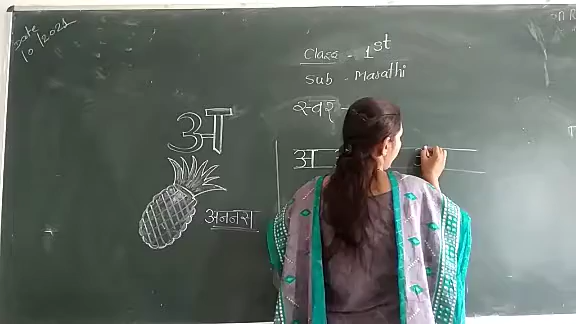 Date
10/2021
Class - 1st
Sub - Marathi
स्वर -
अ
अननस
अ